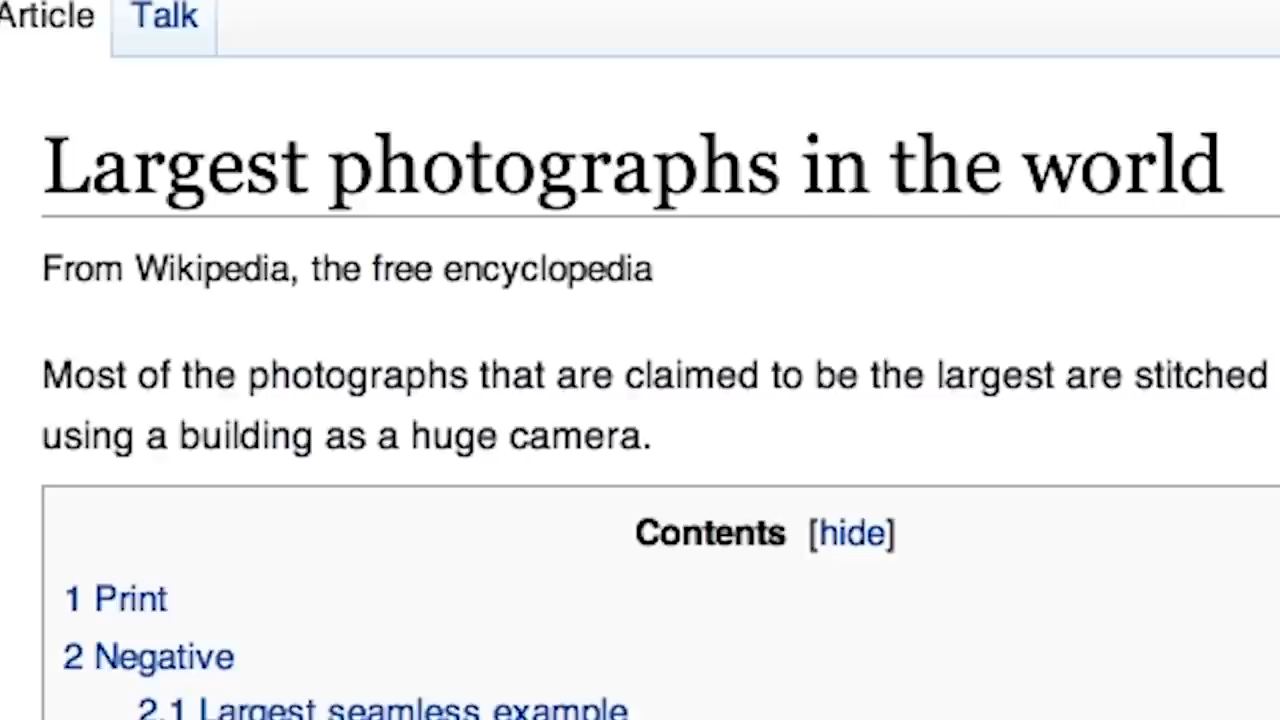 Article Talk
Largest photographs in the world
From Wikipedia, the free encyclopedia
Most of the photographs that are claimed to be the largest are stitched
using a building as a huge camera.
Contents [hide]
1 Print
2 Negative
2.1 Largest seamless example